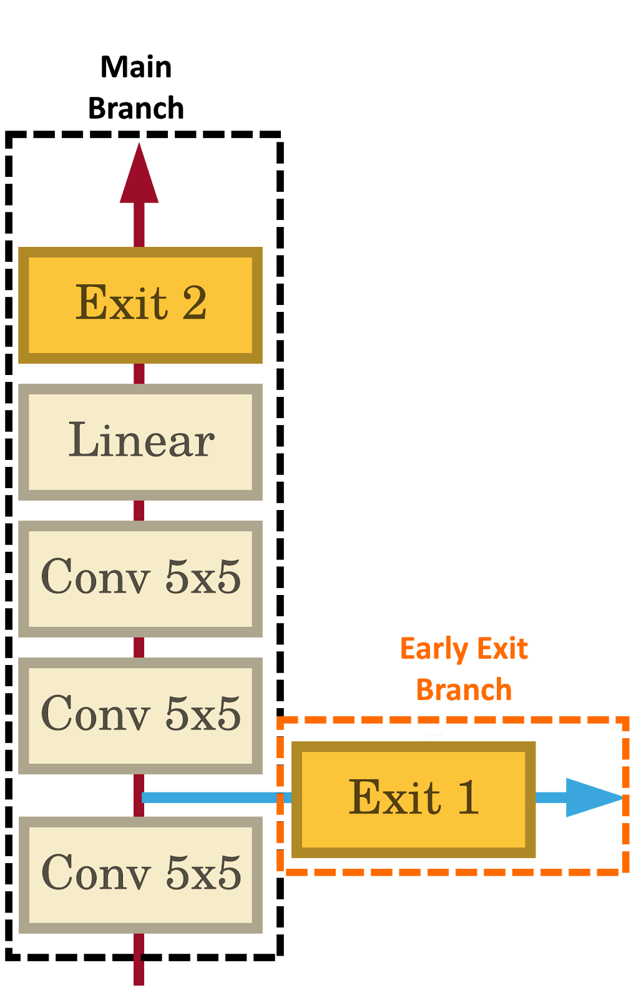 Main
Branch
Exit 2
Linear
Conv 5x5
Conv 5x5
Early Exit
Branch
Exit 1
Conv 5x5